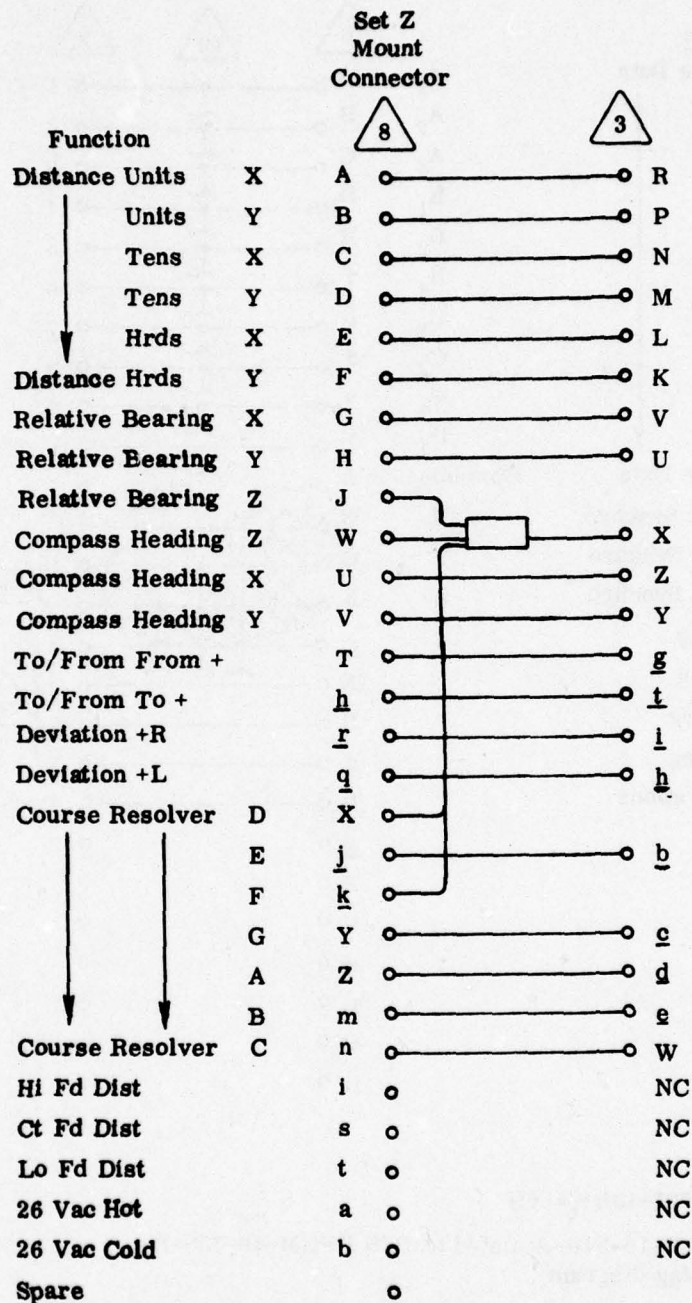 Set Z
Mount
Connector
8 3
Function
Distance Units X A R
Units Y B P
Tens X C N
Tens Y D M
Hrds X E L
Distance Hrds Y F K
Relative Bearing X G V
Relative Bearing Y H U
Relative Bearing Z J
Compass Heading Z W X
Compass Heading X U Z
Compass Heading Y V Y
To/From From + T g
To/From To + h t
Deviation +R r i
Deviation +L q h
Course Resolver D X
E j b
F k
G Y c
A Z d
B m e
Course Resolver C n W
Hi Fd Dist i NC
Ct Fd Dist s NC
Lo Fd Dist t NC
26 Vac Hot a NC
26 Vac Cold b NC
Spare